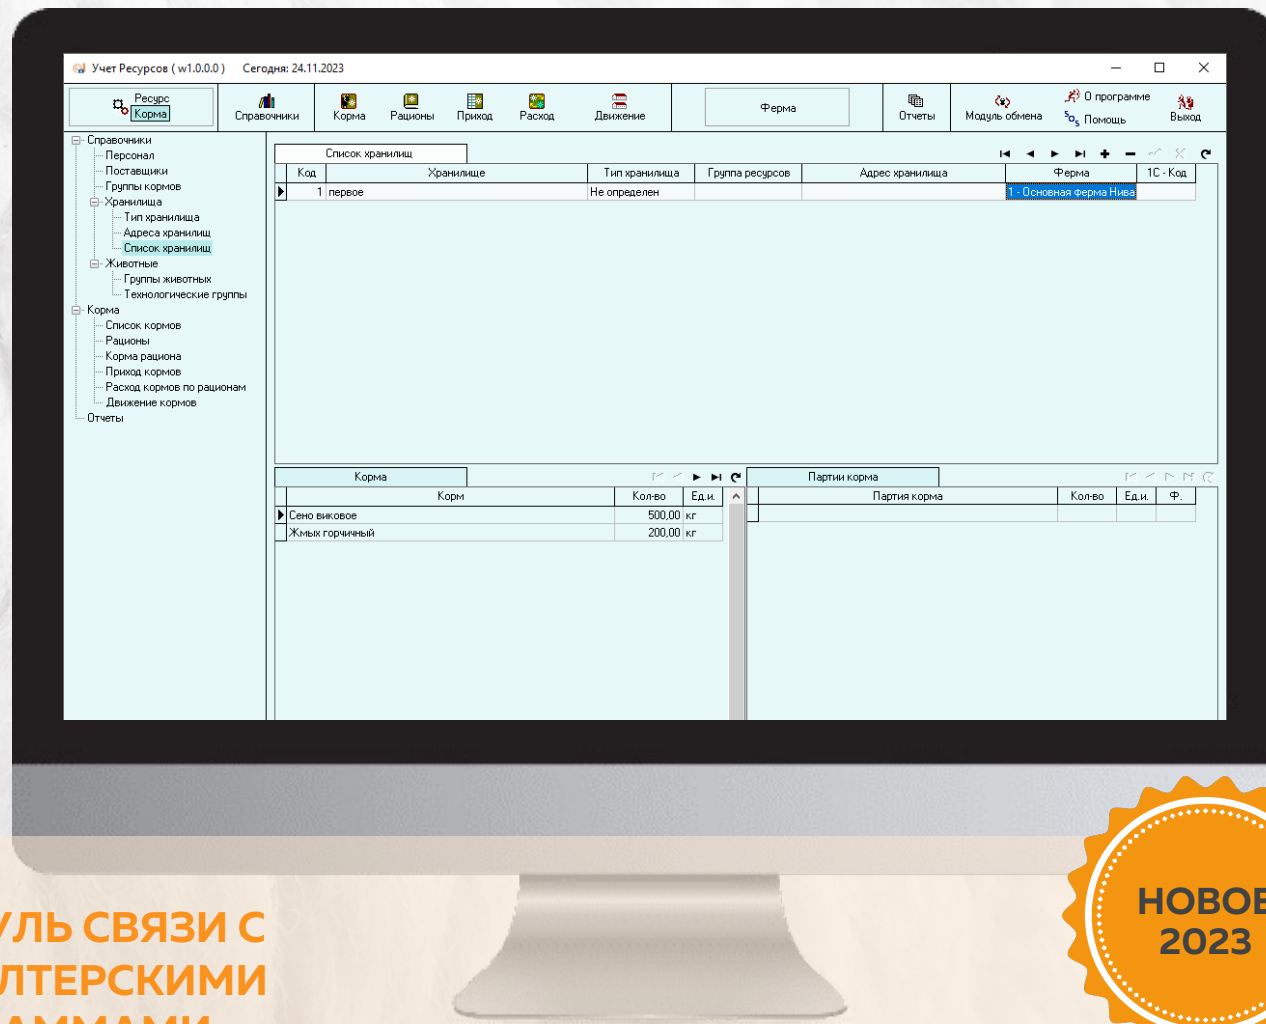 Учет Ресурсов ( w1.0.0.0 ) Сегодня: 24.11.2023
Ресурс
Корма
Справочники
Корма
Рационы
Приход
Расход
Движение
Ферма
Отчеты
Модуль обмена
О программе
Помощь
Выход
Справочники
Персонал
Поставщики
Группы кормов
Хранилища
Тип хранилища
Адреса хранилищ
Список хранилищ
Животные
Группы животных
Технологические группы
Корма
Список кормов
Рационы
Корма рациона
Приход кормов
Расход кормов по рационам
Движение кормов
Отчеты
Список хранилищ
Код Хранилище Тип хранилища Группа ресурсов Адрес хранилища Ферма 1С - Код
1 первое Не определен 1 - Основная ферма Нива
Корма
Корм Кол-во Ед.и.
Сено виковое 500,00 кг
Жмых горчичный 200,00 кг
Партии корма
Партия корма Кол-во Ед.и. Ф.
УЛЬ СВЯЗИ С
ЛТЕРСКИМИ
АММАМИ
НОВОЕ
2023